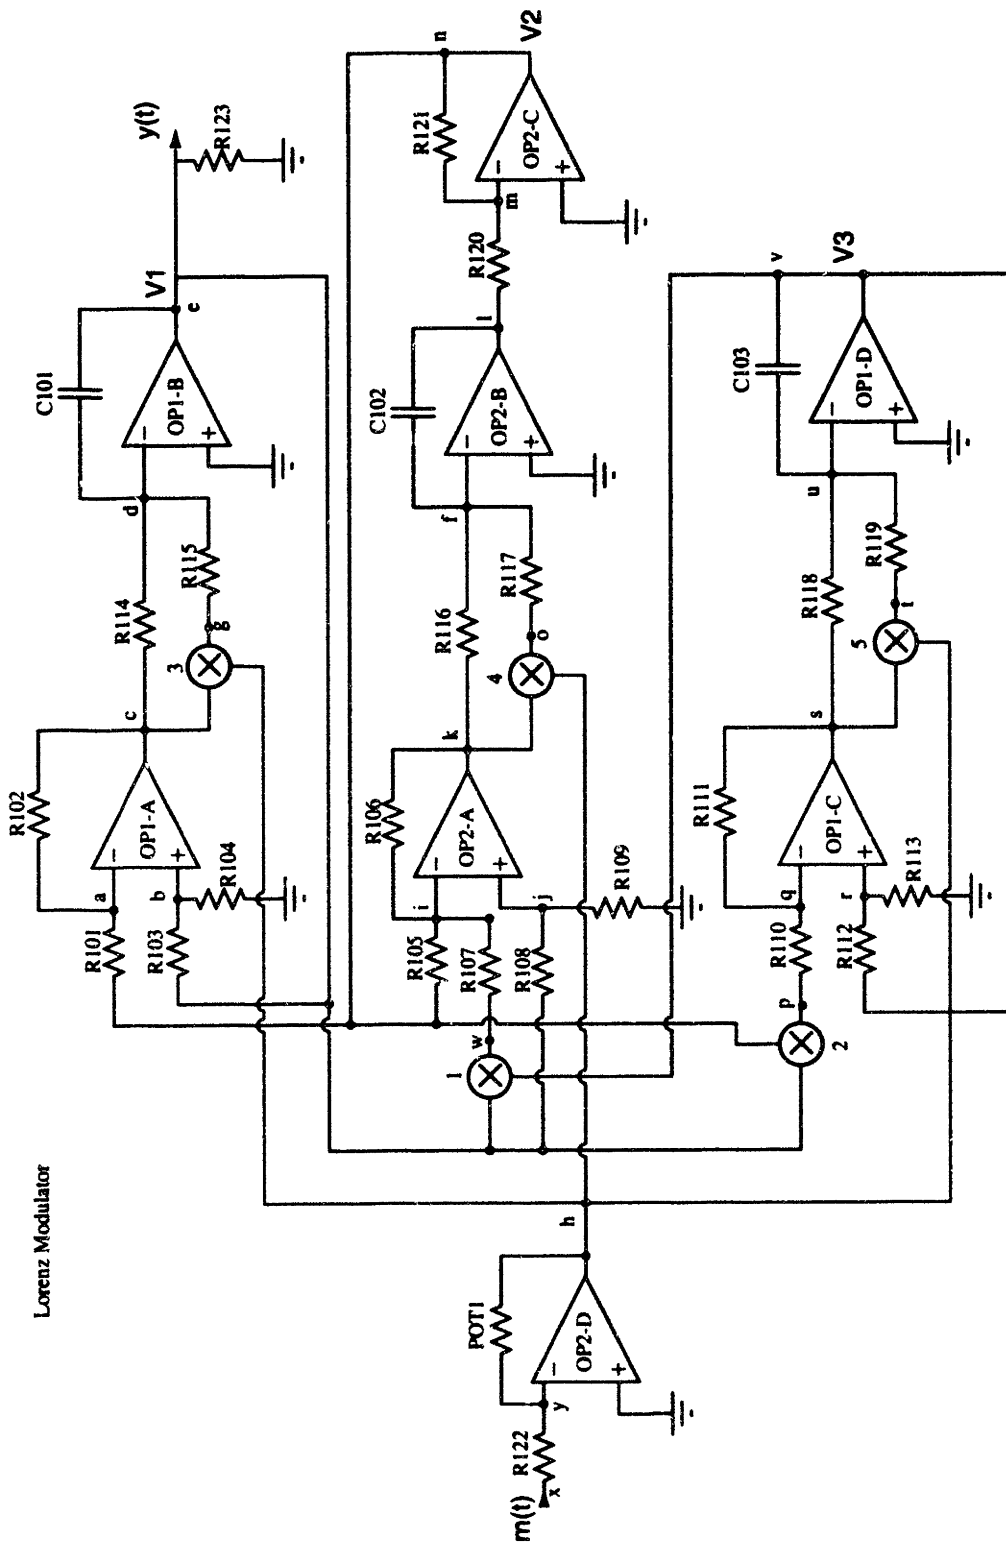 Lorenz Modulator
m(t)
x
R122
y
POT1
OP2-D
−
+
h
R101
a
R102
R103
b
R104
OP1-A
−
+
c
R114
3
g
R115
d
C101
OP1-B
−
+
V1
e
y(t)
R123
1
w
R105
R107
R108
i
j
R106
R109
OP2-A
−
+
k
R116
4
o
R117
f
C102
OP2-B
−
+
l
R120
m
R121
OP2-C
−
+
n
V2
2
p
R110
R112
q
r
R111
R113
OP1-C
−
+
s
R118
5
t
R119
u
C103
OP1-D
−
+
v
V3